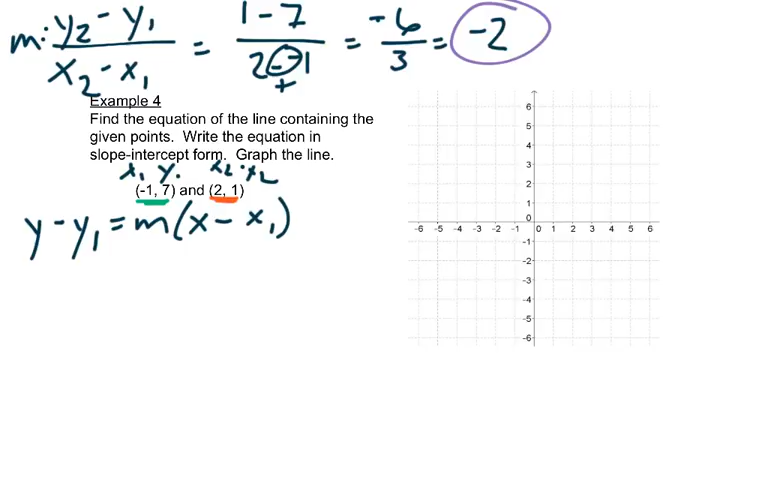 m: y₂ - y₁ / x₂ - x₁ = 1 - 7 / 2 - -1 + = -6 / 3 = -2
Example 4
Find the equation of the line containing the
given points. Write the equation in
slope-intercept form. Graph the line.
x₁ y₁ x₂ x₂
(-1, 7) and (2, 1)
y - y₁ = m(x - x₁)
6
5
4
3
2
1
0
-6 -5 -4 -3 -2 -1 0 1 2 3 4 5 6
-1
-2
-3
-4
-5
-6